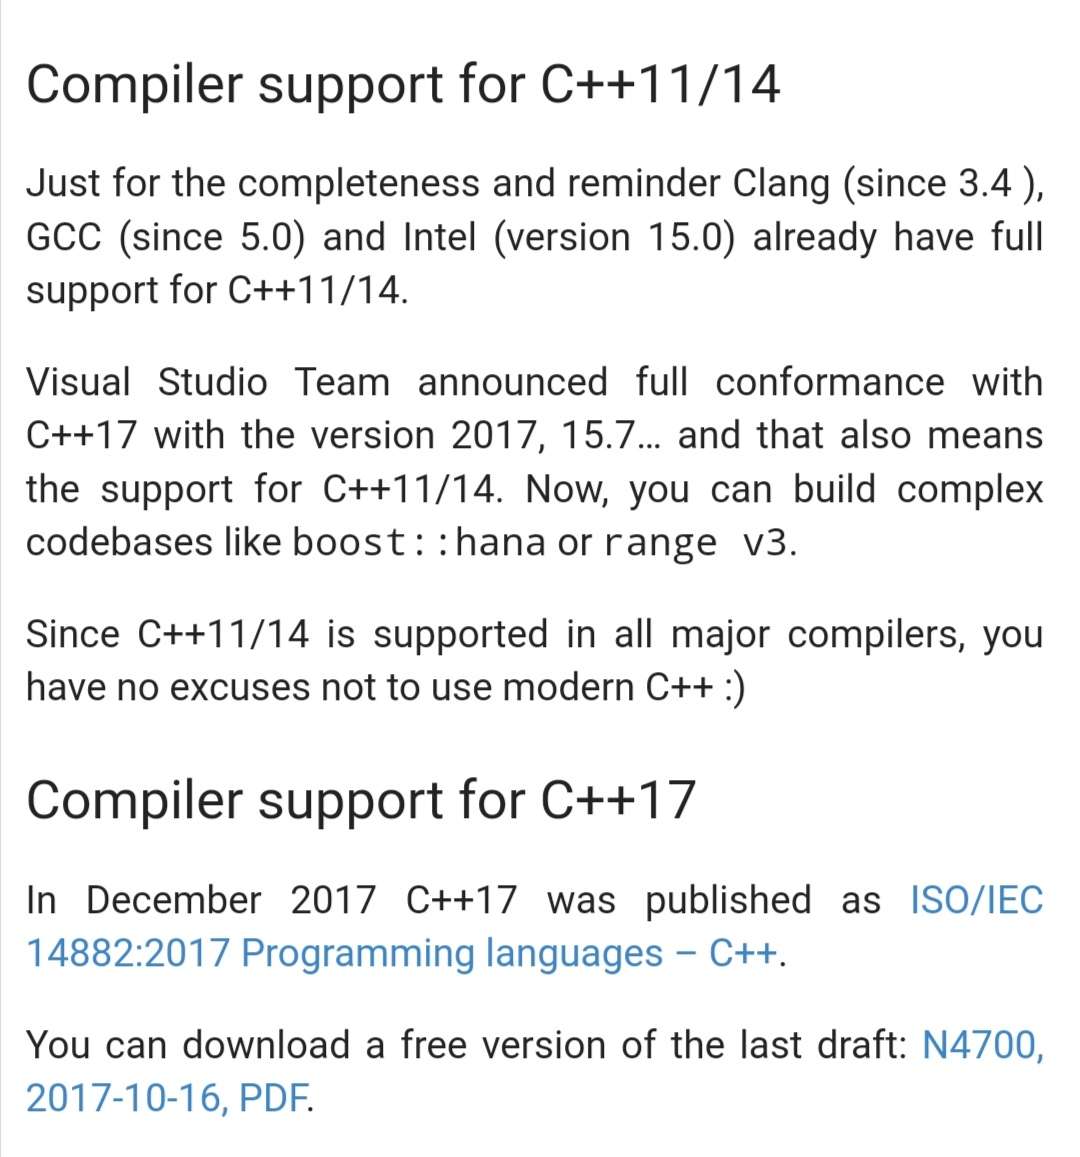 Compiler support for C++11/14
Just for the completeness and reminder Clang (since 3.4 ),
GCC (since 5.0) and Intel (version 15.0) already have full
support for C++11/14.
Visual Studio Team announced full conformance with
C++17 with the version 2017, 15.7… and that also means
the support for C++11/14. Now, you can build complex
codebases like boost::hana or range v3.
Since C++11/14 is supported in all major compilers, you
have no excuses not to use modern C++ :)
Compiler support for C++17
In December 2017 C++17 was published as ISO/IEC
14882:2017 Programming languages – C++.
You can download a free version of the last draft: N4700,
2017-10-16, PDF.